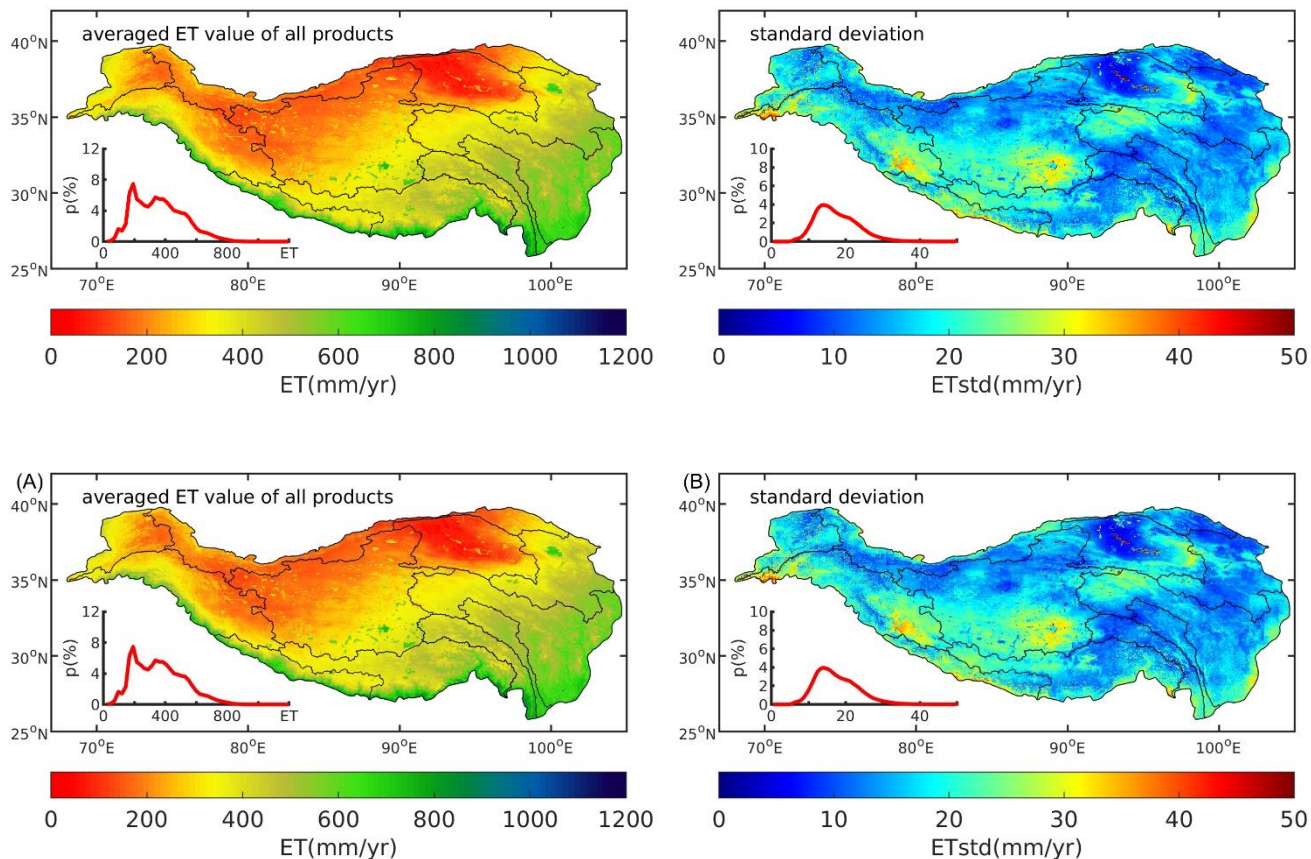 averaged ET value of all products
40°N
35°N
30°N
25°N
12
8
4
0
p(%)
0 400 800 ET
70°E 80°E 90°E 100°E
0 200 400 600 800 1000 1200
ET(mm/yr)
standard deviation
40°N
35°N
30°N
25°N
10
8
6
4
2
0
p(%)
0 20 40
70°E 80°E 90°E 100°E
0 10 20 30 40 50
ETstd(mm/yr)
(A)
averaged ET value of all products
40°N
35°N
30°N
25°N
12
8
4
0
p(%)
0 400 800 ET
70°E 80°E 90°E 100°E
0 200 400 600 800 1000 1200
ET(mm/yr)
(B)
standard deviation
40°N
35°N
30°N
25°N
10
8
6
4
2
0
p(%)
0 20 40
70°E 80°E 90°E 100°E
0 10 20 30 40 50
ETstd(mm/yr)